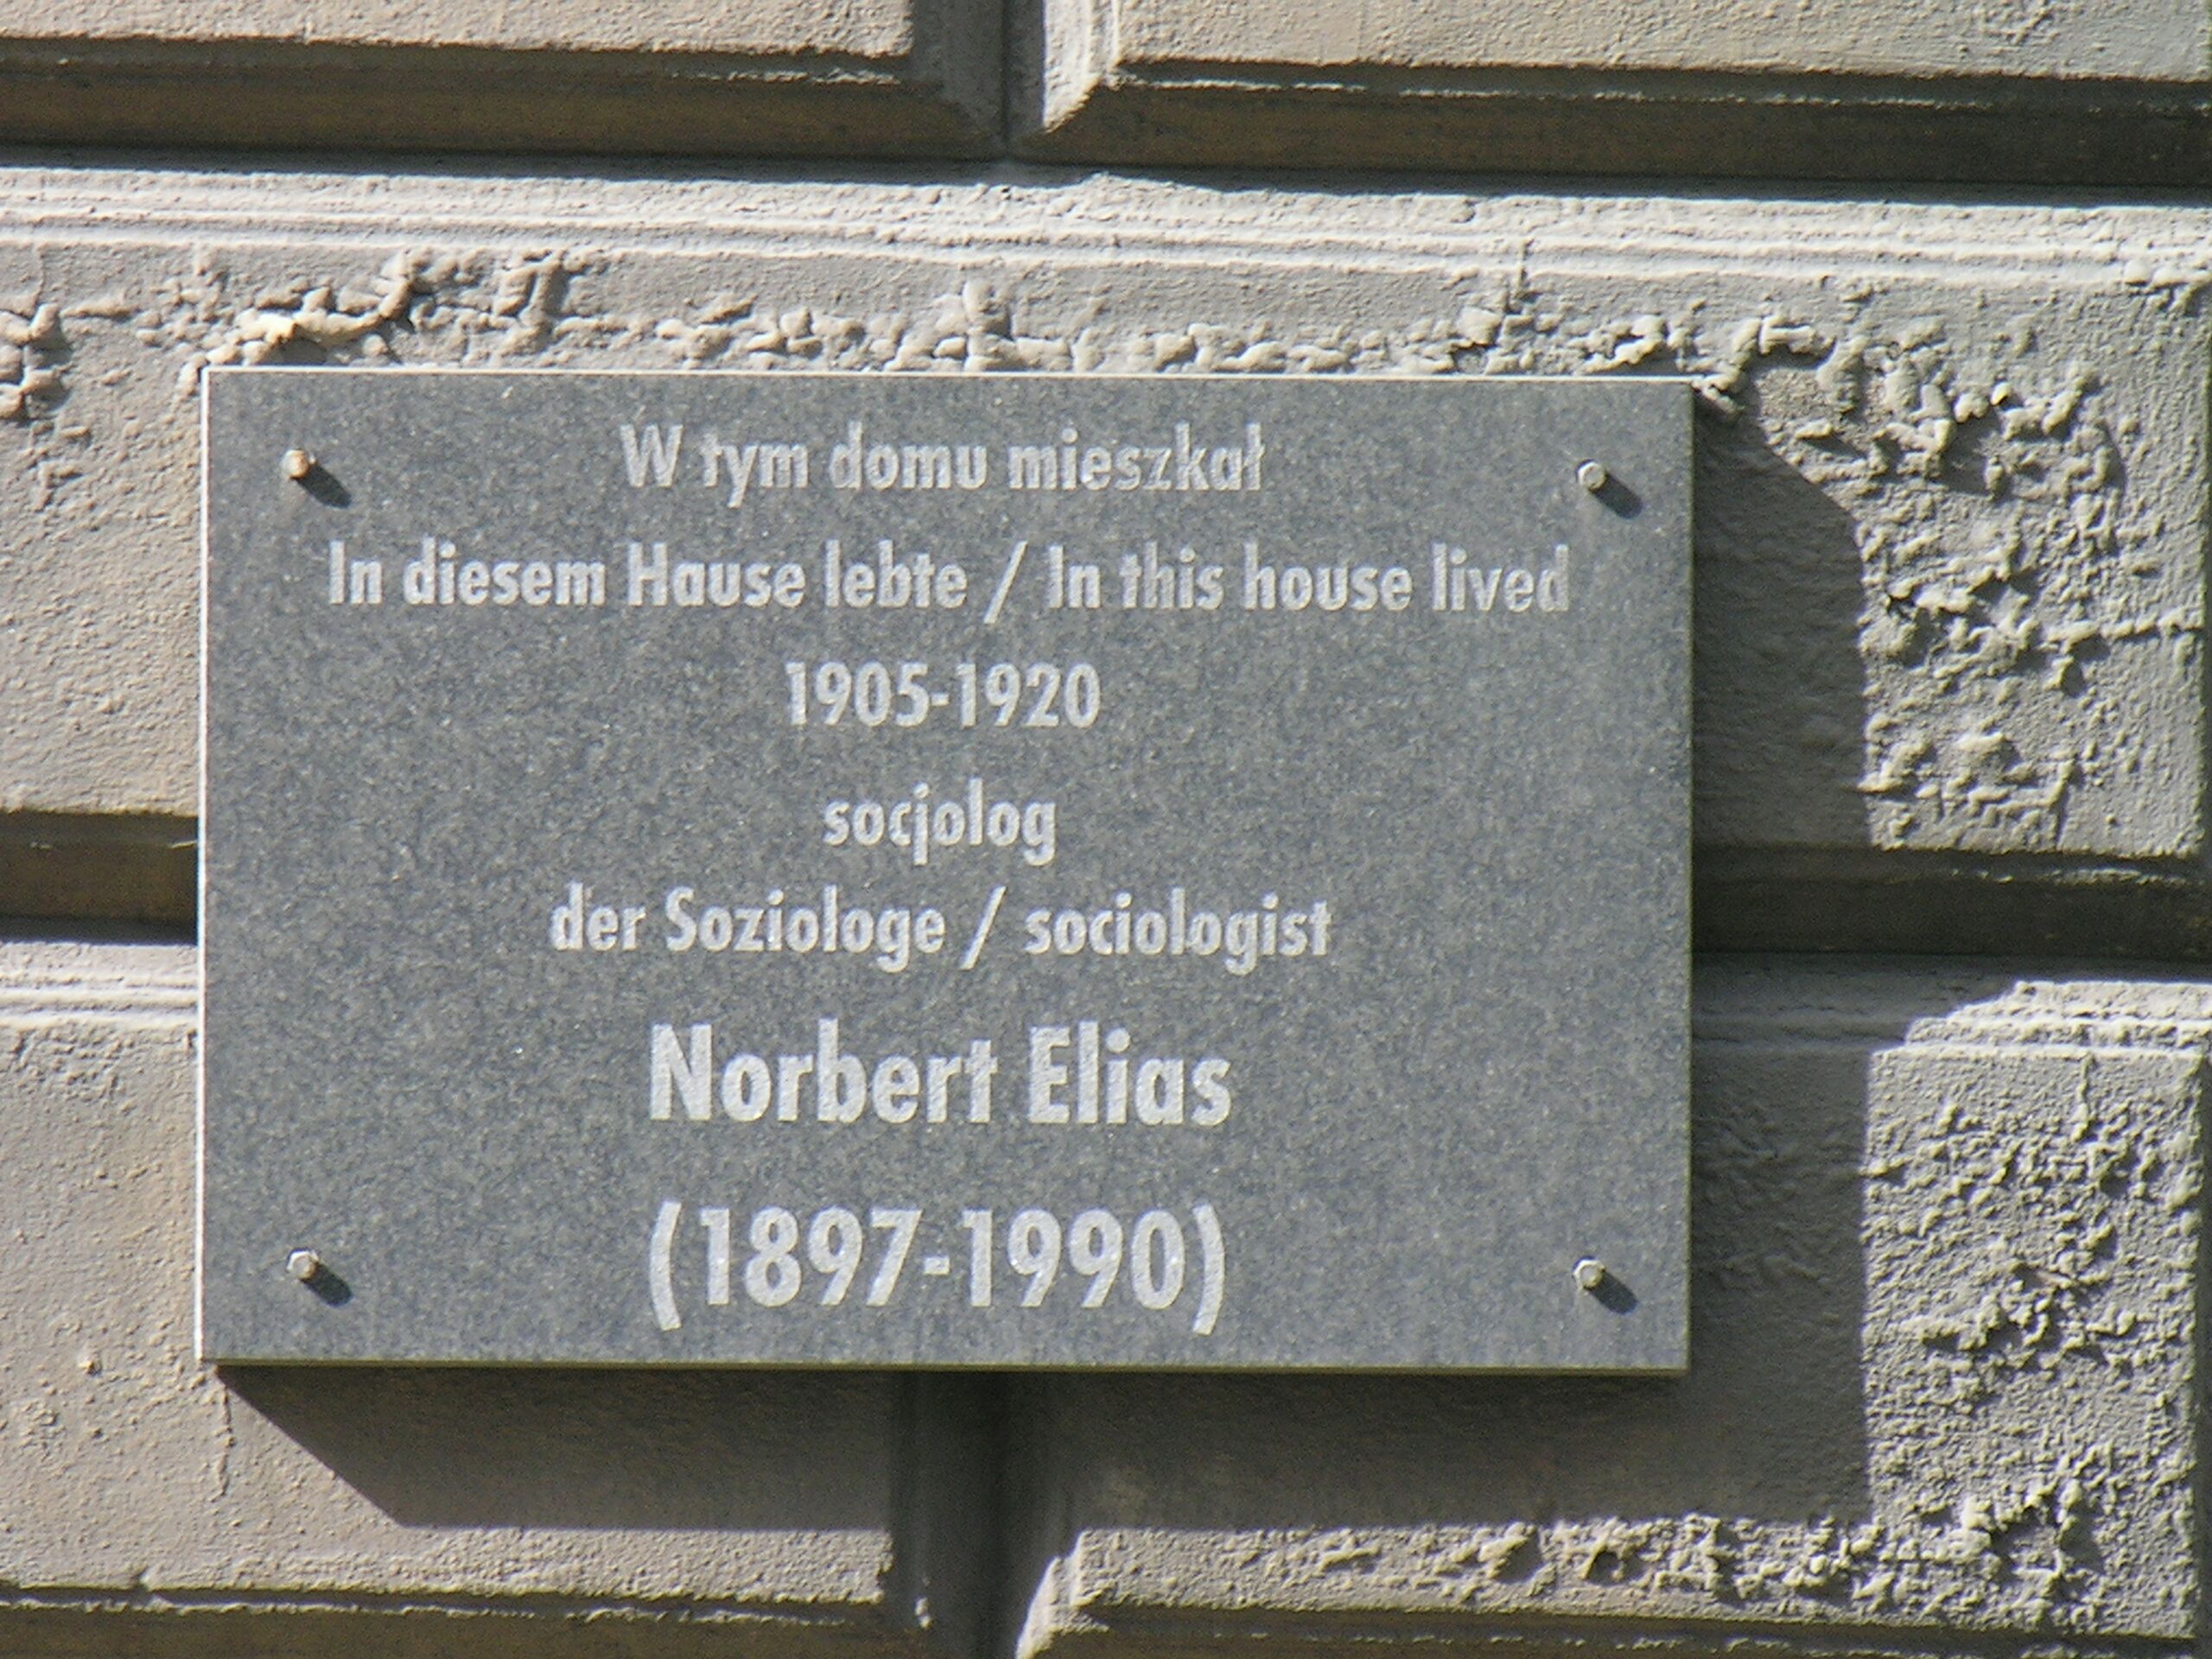 W tym domu mieszkał
In diesem Hause lebte / In this house lived
1905-1920
socjolog
der Soziologe / sociologist
Norbert Elias
(1897-1990)